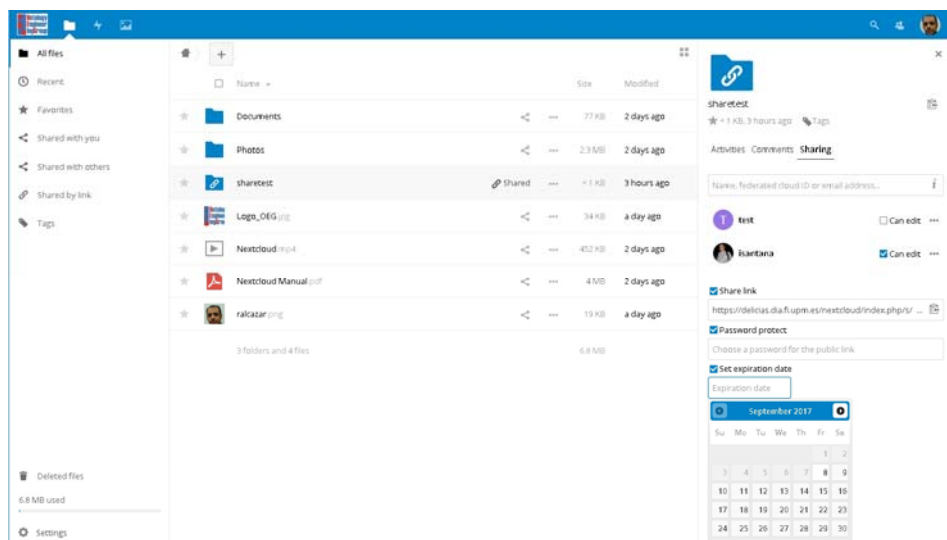 All files
Recent
Favorites
Shared with you
Shared with others
Shared by link
Tags
Deleted files
6.8 MB used
Settings
+
Name
Size
Modified
Documents
77 KB
2 days ago
Photos
2.3 MB
2 days ago
sharetest
Shared
< 1 KB
3 hours ago
Logo_OEG.jpg
34 KB
a day ago
Nextcloud.mp4
452 KB
2 days ago
Nextcloud Manual.pdf
4 MB
2 days ago
ralcazar.png
19 KB
a day ago
3 folders and 4 files
6.8 MB
sharetest
< 1 KB, 3 hours ago
Tags
Activities Comments Sharing
Name, federated cloud ID or email address...
T test
Can edit
lsantana
Can edit
Share link
https://delicias.dia.fi.upm.es/nextcloud/index.php/s/ ...
Password protect
Choose a password for the public link
Set expiration date
Expiration date
September 2017
Su Mo Tu We Th Fr Sa
1 2
3 4 5 6 7 8 9
10 11 12 13 14 15 16
17 18 19 20 21 22 23
24 25 26 27 28 29 30